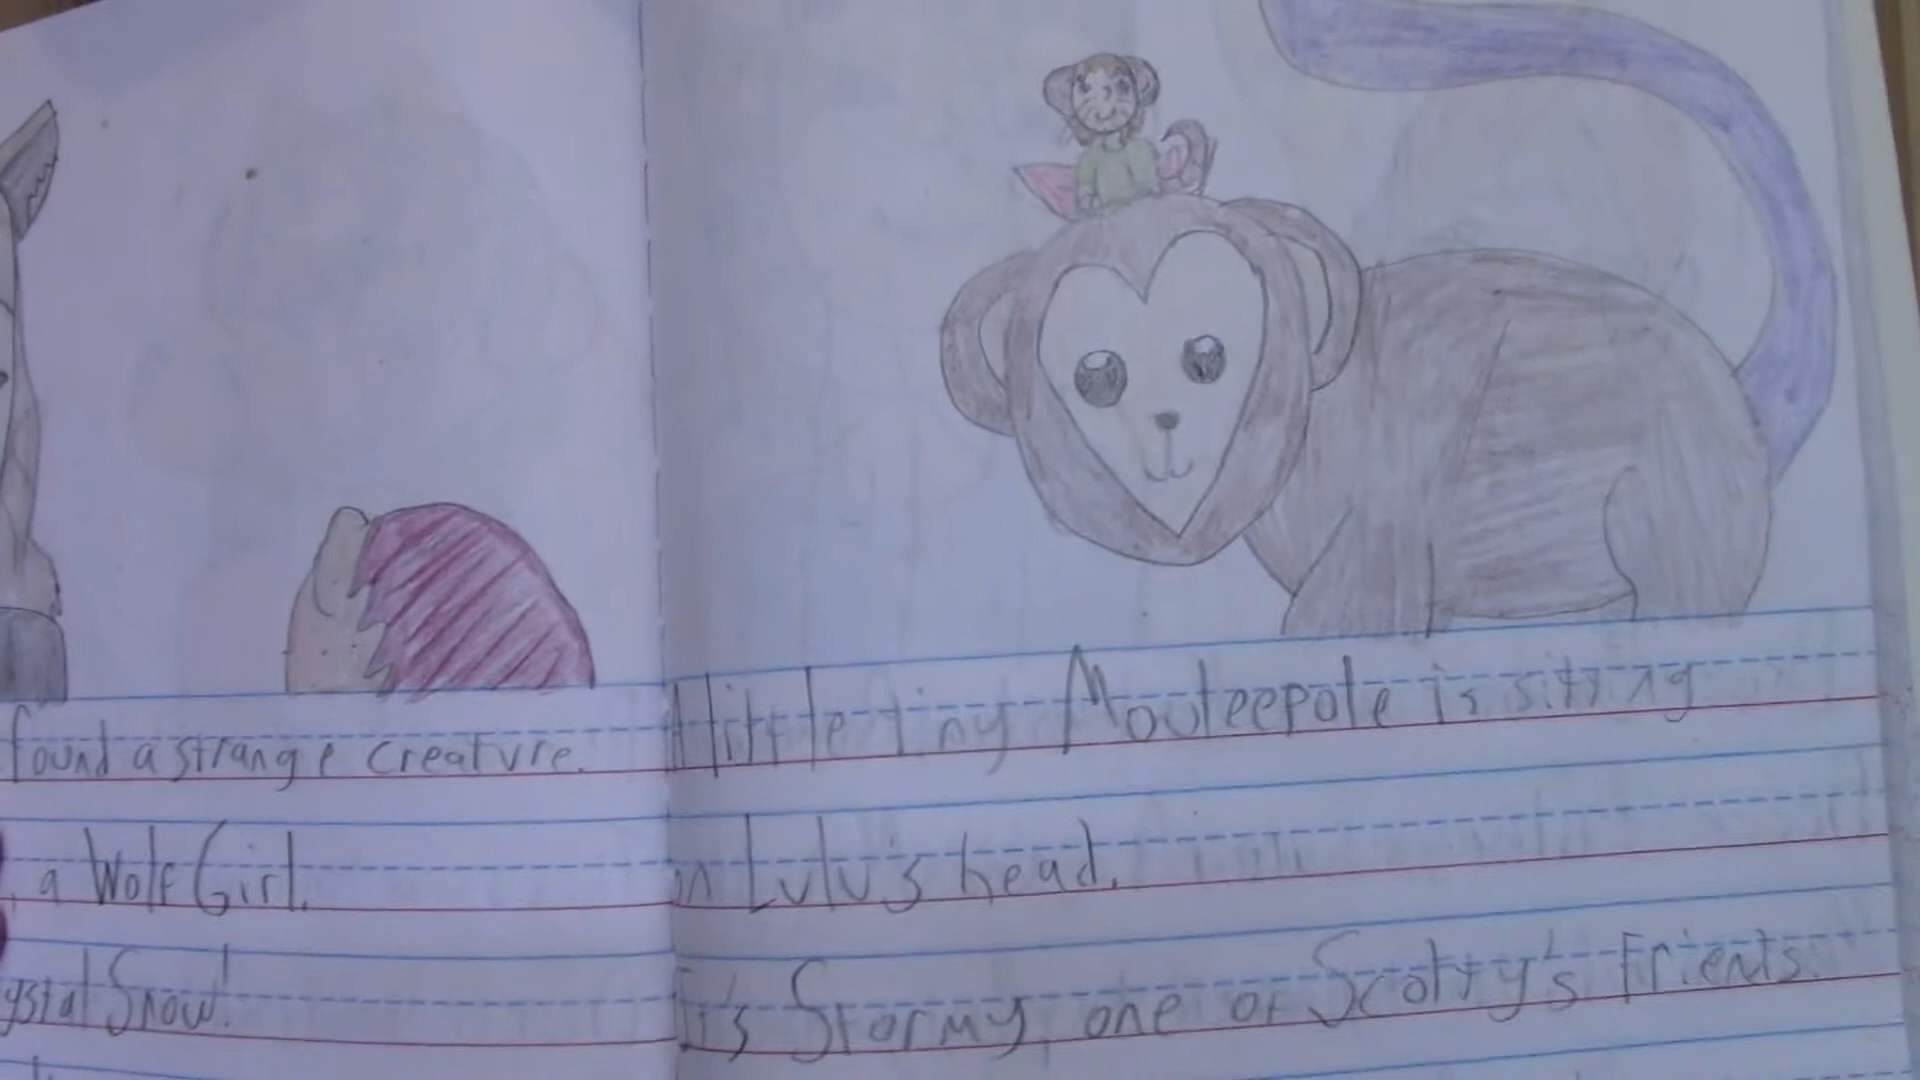 found a strange creature.
a Wolf Girl.
ystal Snow!
A little tiny Mouteepote is sitting
on Lulu's head.
It's Stormy, one of Scotty's friends.